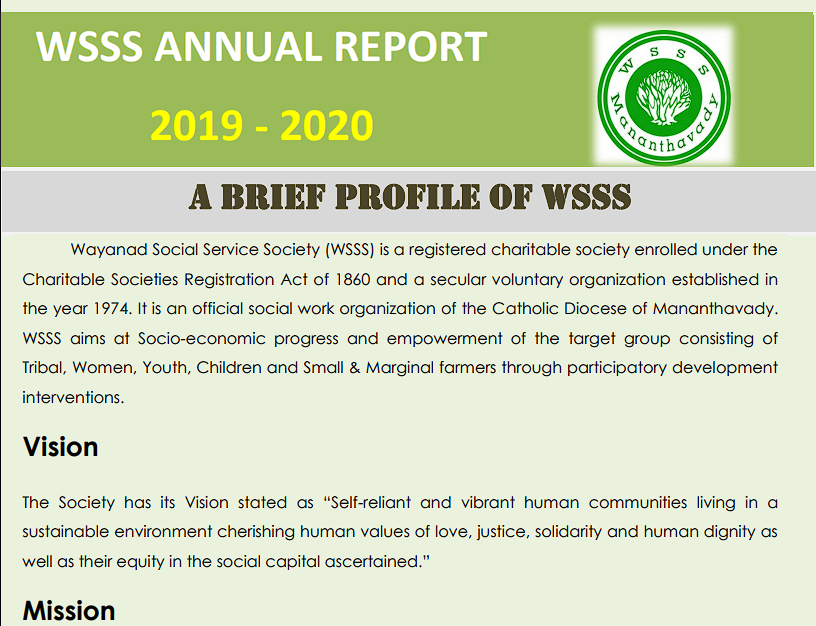 WSSS ANNUAL REPORT
2019 - 2020
W S S S
Mananthavady
A BRIEF PROFILE OF WSSS
Wayanad Social Service Society (WSSS) is a registered charitable society enrolled under the
Charitable Societies Registration Act of 1860 and a secular voluntary organization established in
the year 1974. It is an official social work organization of the Catholic Diocese of Mananthavady.
WSSS aims at Socio-economic progress and empowerment of the target group consisting of
Tribal, Women, Youth, Children and Small & Marginal farmers through participatory development
interventions.
Vision
The Society has its Vision stated as “Self-reliant and vibrant human communities living in a
sustainable environment cherishing human values of love, justice, solidarity and human dignity as
well as their equity in the social capital ascertained.”
Mission